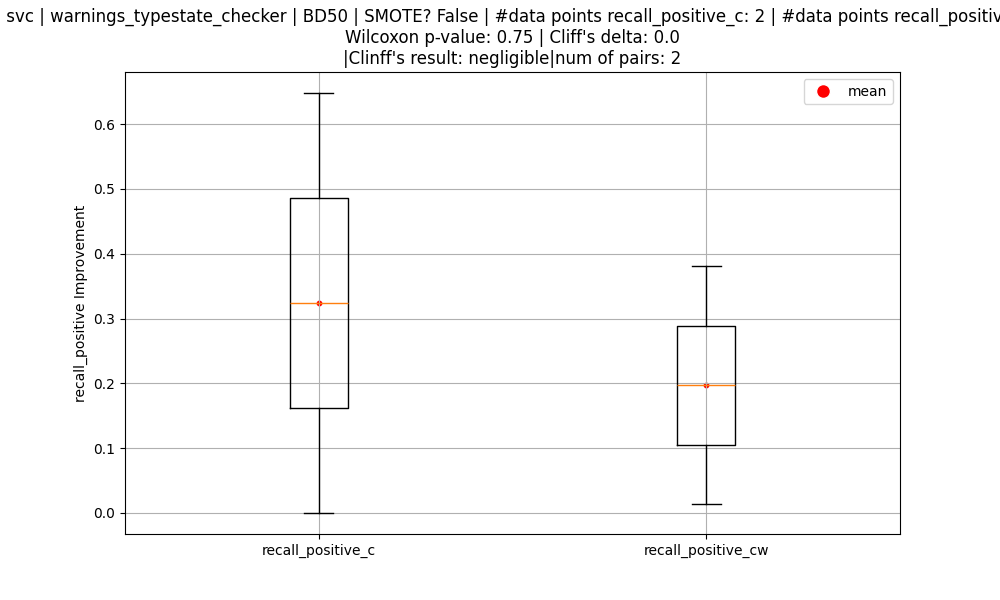 svc | warnings_typestate_checker | BD50 | SMOTE? False | #data points recall_positive_c: 2 | #data points recall_positiv
Wilcoxon p-value: 0.75 | Cliff's delta: 0.0
|Clinff's result: negligible|num of pairs: 2
mean
0.6
0.5
0.4
0.3
0.2
0.1
0.0
recall_positive Improvement
recall_positive_c
recall_positive_cw